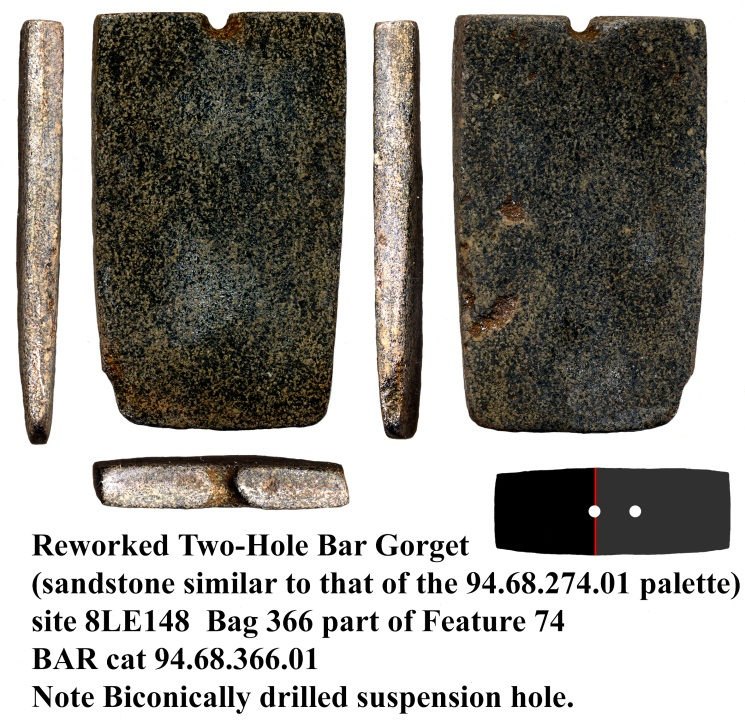 Reworked Two-Hole Bar Gorget
(sandstone similar to that of the 94.68.274.01 palette)
site 8LE148  Bag 366 part of Feature 74
BAR cat 94.68.366.01
Note Biconically drilled suspension hole.